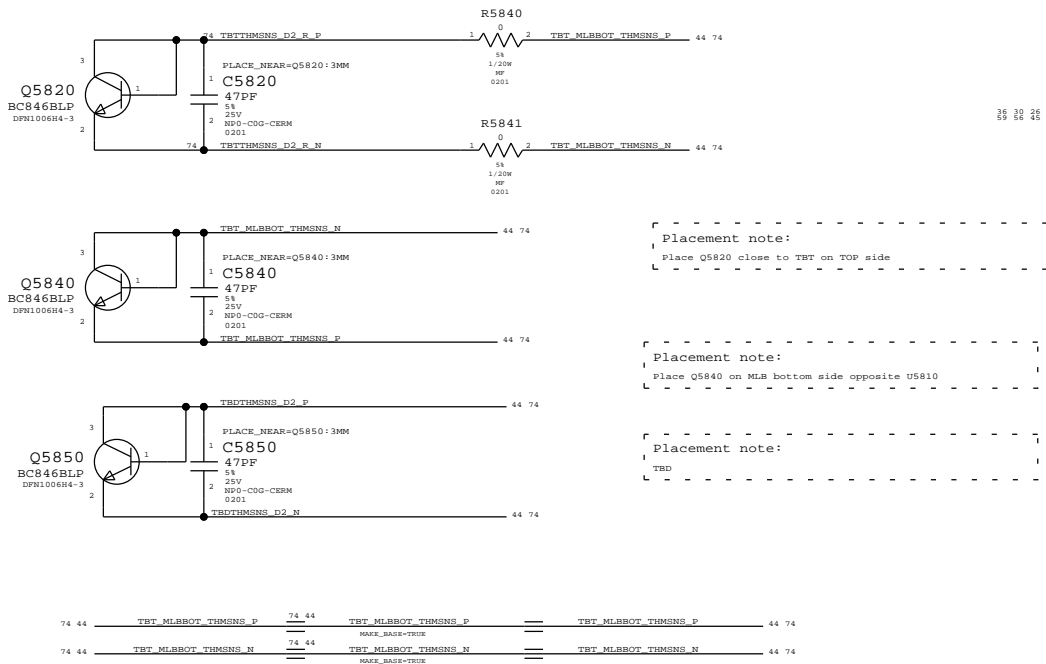 R5840
0
74 TBTTHMSNS_D2_R_P
1 2 TBT_MLBBOT_THMSNS_P 44 74
5%
1/20W
MF
0201
3
PLACE_NEAR=Q5820:3MM
1 C5820
47PF
5%
25V
NP0-C0G-CERM
0201
2
Q5820
BC846BLP
DFN1006H4-3
1
2
36 30 26
59 56 45
R5841
0
74 TBTTHMSNS_D2_R_N
1 2 TBT_MLBBOT_THMSNS_N 44 74
5%
1/20W
MF
0201
TBT_MLBBOT_THMSNS_N 44 74
3
PLACE_NEAR=Q5840:3MM
1 C5840
47PF
5%
25V
NP0-C0G-CERM
0201
2
Q5840
BC846BLP
DFN1006H4-3
1
2
TBT_MLBBOT_THMSNS_P 44 74
Placement note:
Place Q5820 close to TBT on TOP side
Placement note:
Place Q5840 on MLB bottom side opposite U5810
TBDTHMSNS_D2_P 44 74
3
PLACE_NEAR=Q5850:3MM
1 C5850
47PF
5%
25V
NP0-C0G-CERM
0201
2
Q5850
BC846BLP
DFN1006H4-3
1
2
TBDTHMSNS_D2_N 44 74
Placement note:
TBD
74 44 TBT_MLBBOT_THMSNS_P 74 44 TBT_MLBBOT_THMSNS_P TBT_MLBBOT_THMSNS_P 44 74
MAKE_BASE=TRUE
74 44 TBT_MLBBOT_THMSNS_N 74 44 TBT_MLBBOT_THMSNS_N TBT_MLBBOT_THMSNS_N 44 74
MAKE_BASE=TRUE